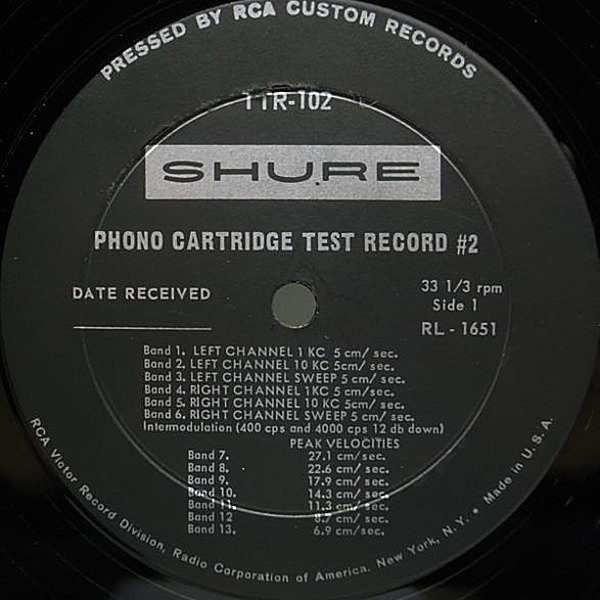 PRESSED BY RCA CUSTOM RECORDS
TTR-102
SHURE
PHONO CARTRIDGE TEST RECORD #2
DATE RECEIVED
33 1/3 rpm
Side 1
RL - 1651
Band 1. LEFT CHANNEL 1 KC 5 cm/ sec.
Band 2. LEFT CHANNEL 10 KC 5cm/ sec.
Band 3. LEFT CHANNEL SWEEP 5 cm/ sec.
Band 4. RIGHT CHANNEL 1KC 5 cm/sec.
Band 5. RIGHT CHANNEL 10 KC 5cm/ sec.
Band 6. RIGHT CHANNEL SWEEP 5 cm/ sec.
Intermodulation (400 cps and 4000 cps 12 db down)
PEAK VELOCITIES
Band 7. 27.1 cm/sec.
Band 8. 22.6 cm/ sec.
Band 9. 17.9 cm/ sec.
Band 10. 14.3 cm/ sec.
Band 11. 11.3 cm/ sec.
Band 12 8.7 cm/ sec.
Band 13. 6.9 cm/ sec.
RCA Victor Record Division, Radio Corporation of America, New York, N.Y. • Made in U.S.A.